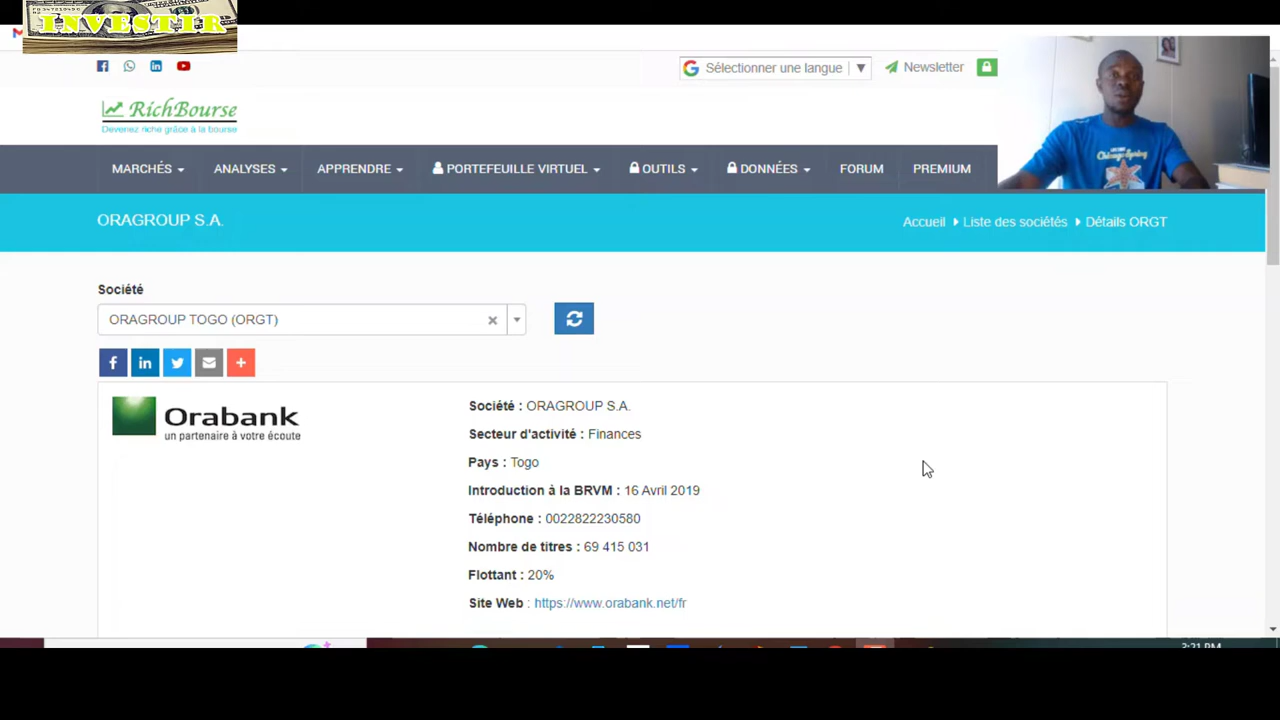 INVESTIR
Sélectionner une langue ▼
Newsletter
RichBourse
Devenez riche grâce à la bourse
MARCHÉS
ANALYSES
APPRENDRE
PORTEFEUILLE VIRTUEL
OUTILS
DONNÉES
FORUM
PREMIUM
ORAGROUP S.A.
Accueil
Liste des sociétés
Détails ORGT
Société
ORAGROUP TOGO (ORGT)
Orabank
un partenaire à votre écoute
Société : ORAGROUP S.A.
Secteur d'activité : Finances
Pays : Togo
Introduction à la BRVM : 16 Avril 2019
Téléphone : 0022822230580
Nombre de titres : 69 415 031
Flottant : 20%
Site Web : https://www.orabank.net/fr